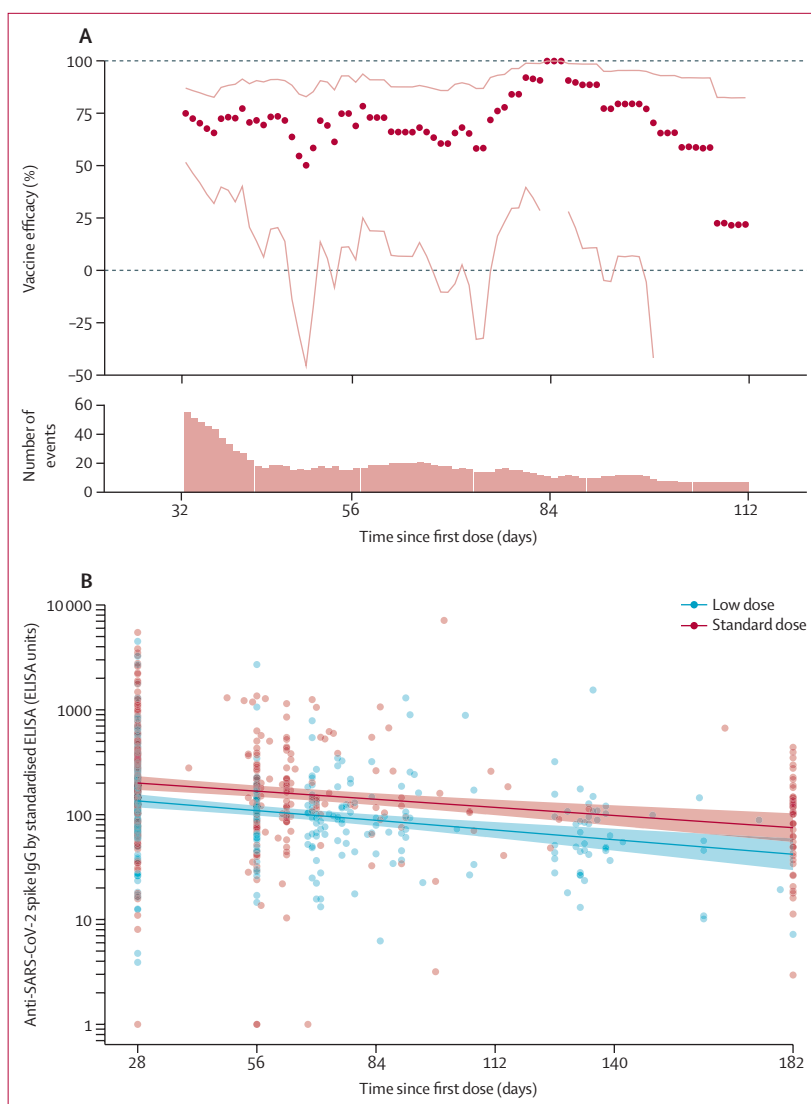 A
100
75
50
25
0
−25
−50
Vaccine efficacy (%)
60
40
20
0
Number of
events
32
56
84
112
Time since first dose (days)
B
Low dose
Standard dose
10 000
1000
100
10
1
Anti-SARS-CoV-2 spike IgG by standardised ELISA (ELISA units)
28
56
84
112
140
182
Time since first dose (days)